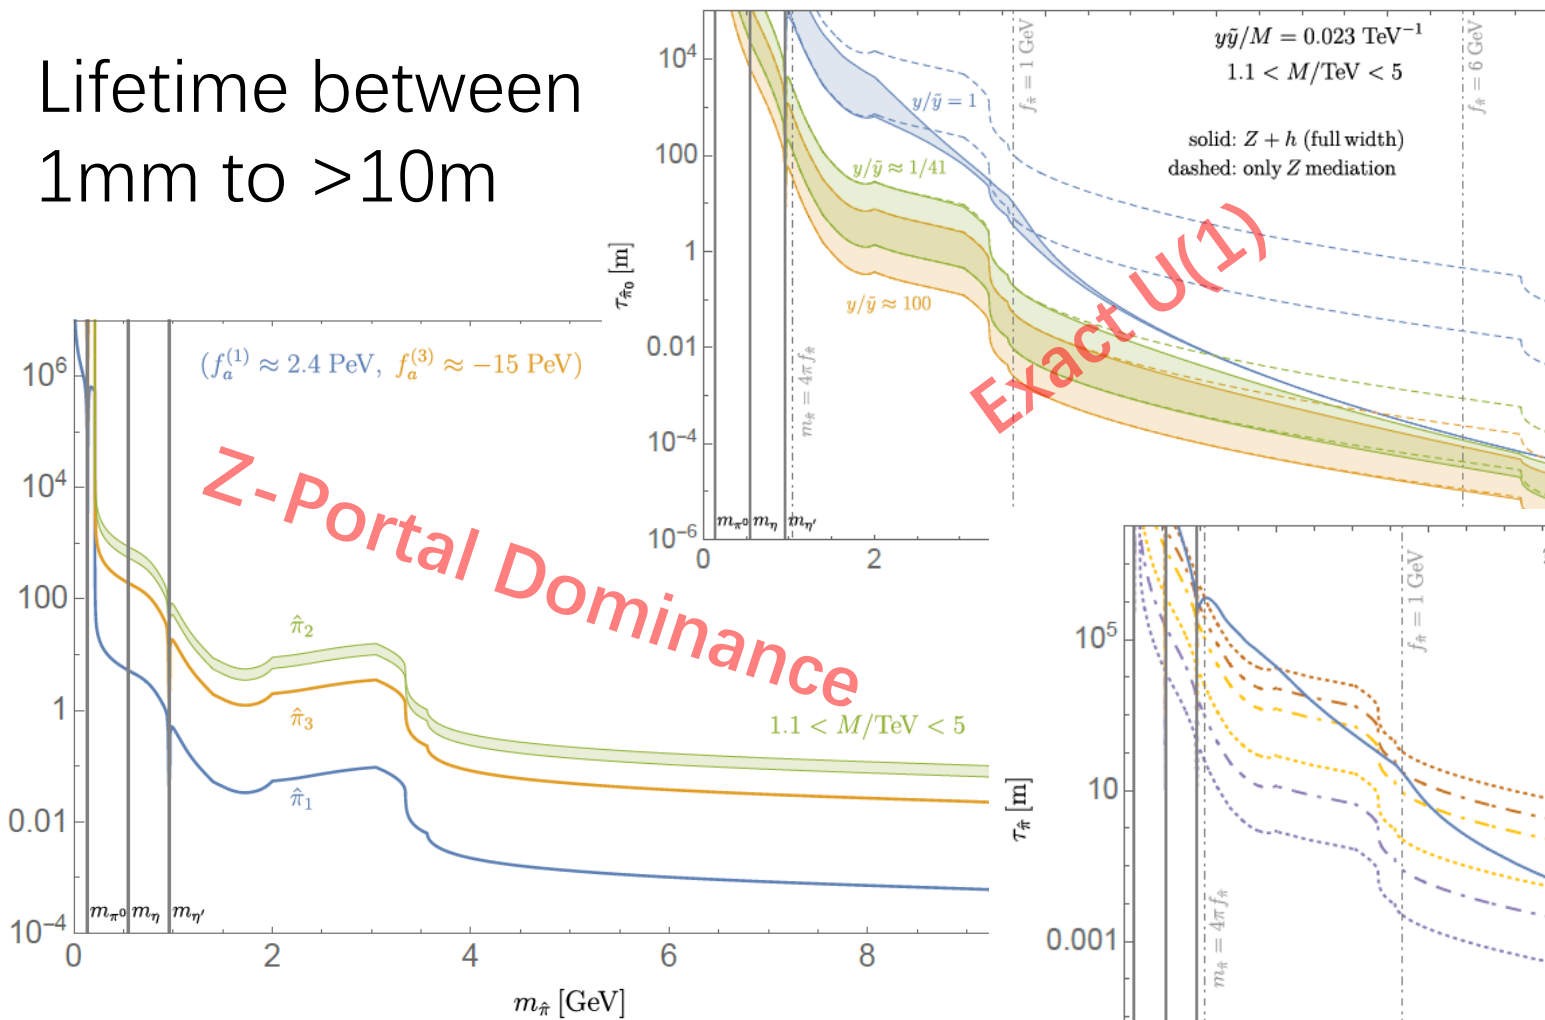 Lifetime between
1mm to >10m
10⁴
100
1
0.01
10⁻⁴
10⁻⁶
τ_π̂₀ [m]
0
2
yỹ/M = 0.023 TeV⁻¹
1.1 < M/TeV < 5
solid: Z + h (full width)
dashed: only Z mediation
y/ỹ = 1
y/ỹ ≈ 1/41
y/ỹ ≈ 100
f_π̂ = 1 GeV
f_π̂ = 6 GeV
m_π̂ = 4πf_π̂
m_π⁰ m_η m_η′
Exact U(1)
10⁶
10⁴
100
1
0.01
10⁻⁴
(f_a⁽¹⁾ ≈ 2.4 PeV, f_a⁽³⁾ ≈ −15 PeV)
Z-Portal Dominance
π̂₂
π̂₃
π̂₁
1.1 < M/TeV < 5
m_π⁰ m_η m_η′
0 2 4 6 8
m_π̂ [GeV]
10⁵
10
0.001
τ_π̂ [m]
f_π̂ = 1 GeV
m_π̂ = 4πf_π̂